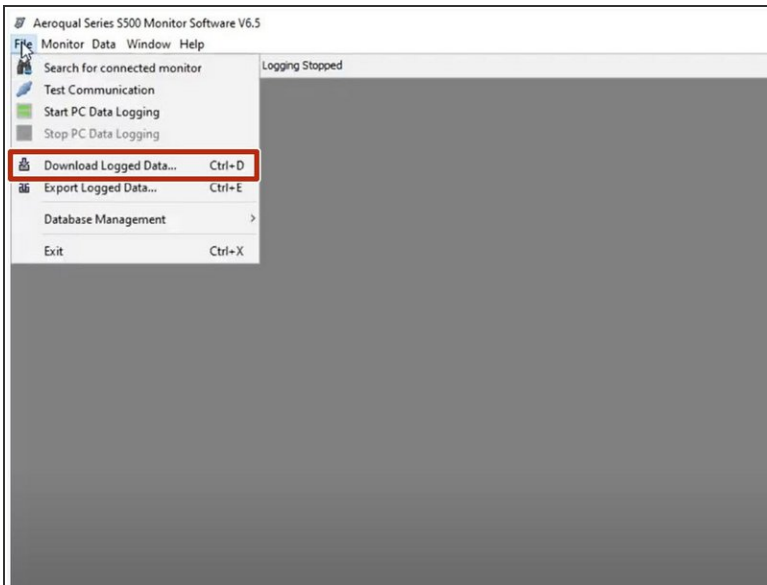 Aeroqual Series S500 Monitor Software V6.5
File Monitor Data Window Help
Search for connected monitor
Logging Stopped
Test Communication
Start PC Data Logging
Stop PC Data Logging
Download Logged Data... Ctrl+D
Export Logged Data... Ctrl+E
Database Management
Exit Ctrl+X